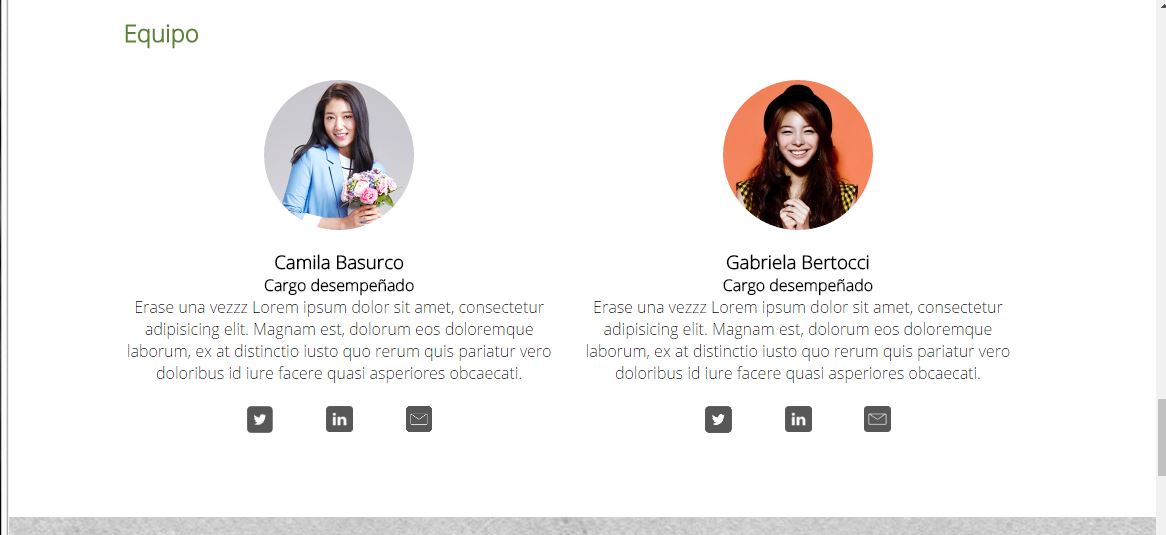 Equipo
Camila Basurco
Cargo desempeñado
Erase una vezzz Lorem ipsum dolor sit amet, consectetur
adipisicing elit. Magnam est, dolorum eos doloremque
laborum, ex at distinctio iusto quo rerum quis pariatur vero
doloribus id iure facere quasi asperiores obcaecati.
in
Gabriela Bertocci
Cargo desempeñado
Erase una vezzz Lorem ipsum dolor sit amet, consectetur
adipisicing elit. Magnam est, dolorum eos doloremque
laborum, ex at distinctio iusto quo rerum quis pariatur vero
doloribus id iure facere quasi asperiores obcaecati.
in